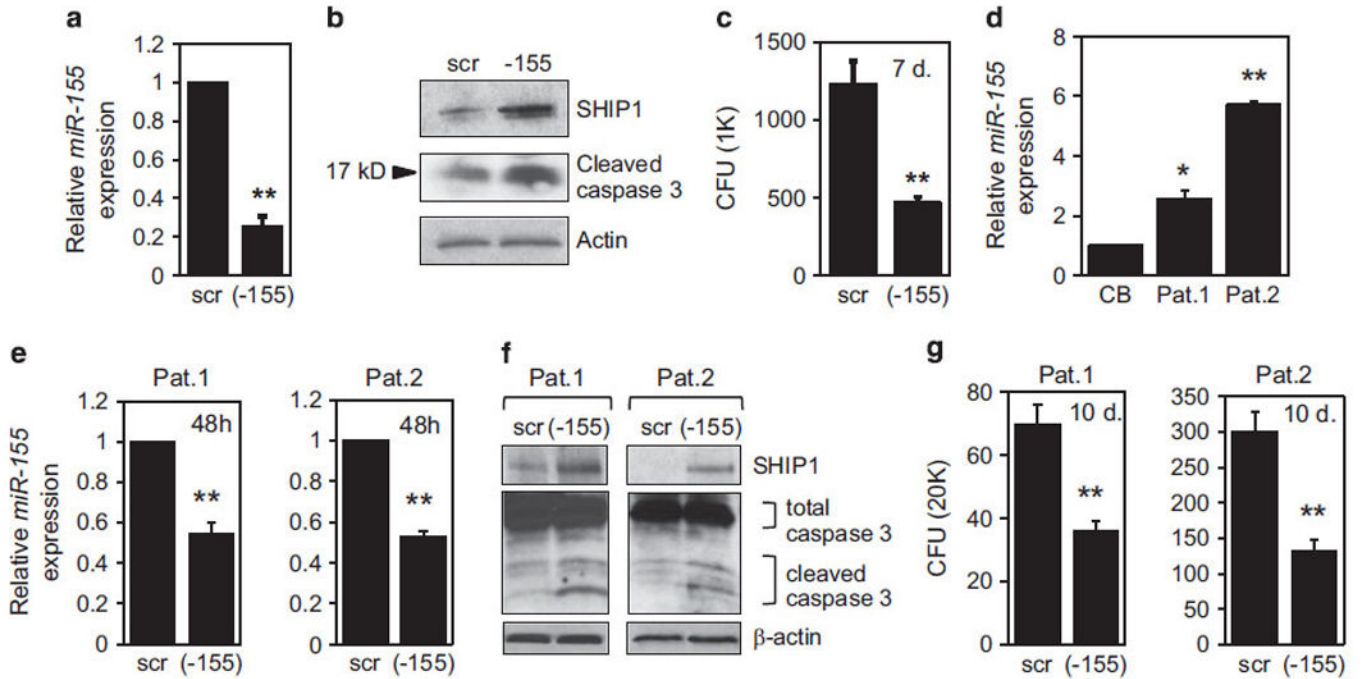 a
Relative miR-155
expression
1.2
1
0.8
0.6
0.4
0.2
0
**
scr (-155)
b
scr -155
SHIP1
17 kD
Cleaved
caspase 3
Actin
c
CFU (1K)
1500
1000
500
0
7 d.
**
scr (-155)
d
Relative miR-155
expression
8
6
4
2
0
*
**
CB Pat.1 Pat.2
e
Relative miR-155
expression
Pat.1
1.2
1
0.8
0.6
0.4
0.2
0
48h
**
scr (-155)
Pat.2
1.2
1
0.8
0.6
0.4
0.2
0
48h
**
scr (-155)
f
Pat.1 Pat.2
scr (-155) scr (-155)
SHIP1
total
caspase 3
cleaved
caspase 3
β-actin
g
CFU (20K)
Pat.1
80
60
40
20
0
10 d.
**
scr (-155)
Pat.2
350
300
250
200
150
100
50
0
10 d.
**
scr (-155)